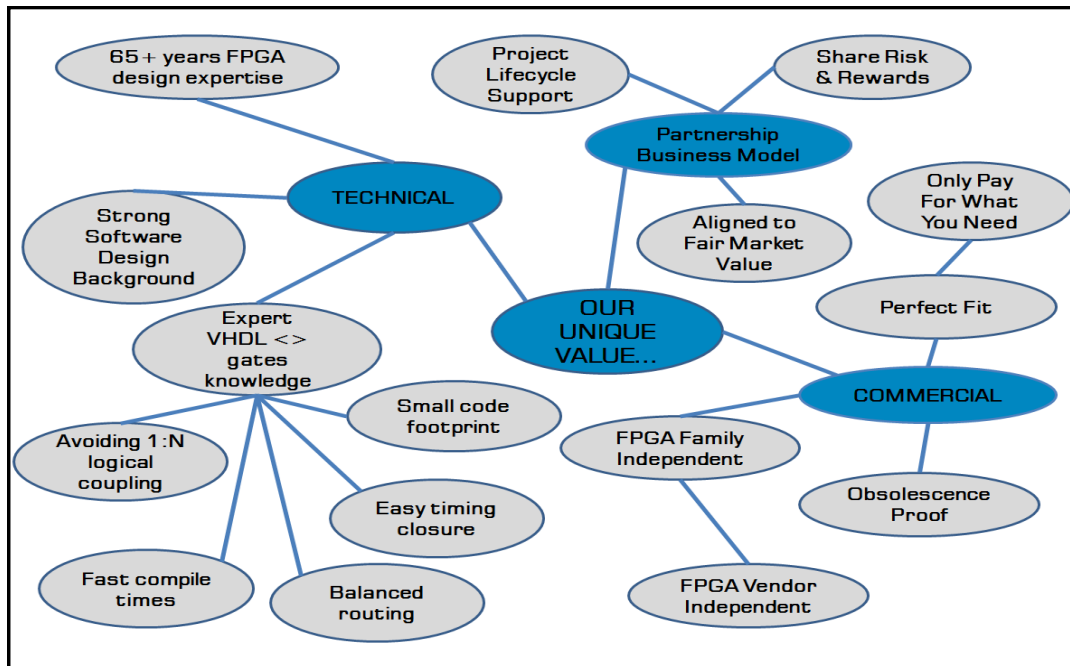 65+ years FPGA
design expertise
Project
Lifecycle
Support
Share Risk
& Rewards
Partnership
Business Model
TECHNICAL
Only Pay
For What
You Need
Strong
Software
Design
Background
Aligned to
Fair Market
Value
Expert
VHDL <>
gates
knowledge
OUR
UNIQUE
VALUE...
Perfect Fit
COMMERCIAL
Small code
footprint
Avoiding 1:N
logical
coupling
FPGA Family
Independent
Easy timing
closure
Obsolescence
Proof
Fast compile
times
Balanced
routing
FPGA Vendor
Independent